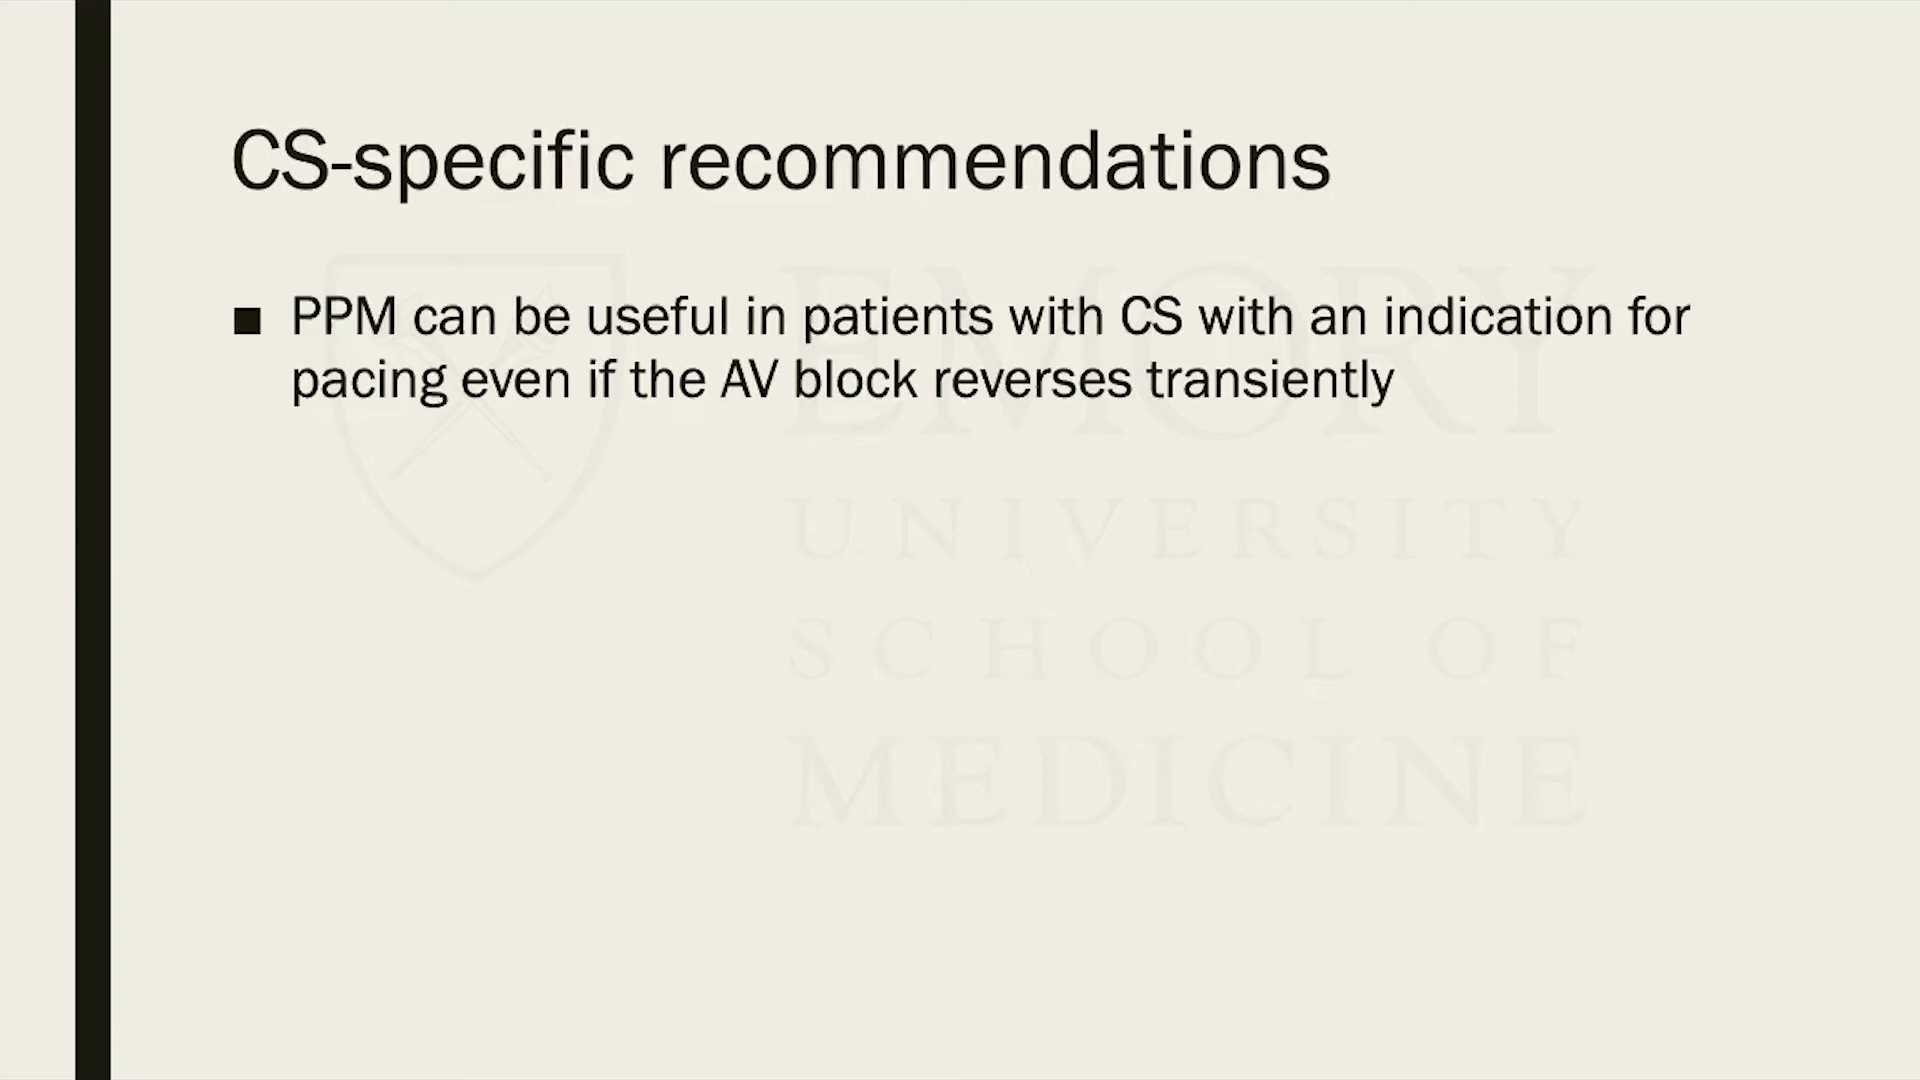 CS-specific recommendations
■ PPM can be useful in patients with CS with an indication for
pacing even if the AV block reverses transiently
EMORY
UNIVERSITY
SCHOOL OF
MEDICINE